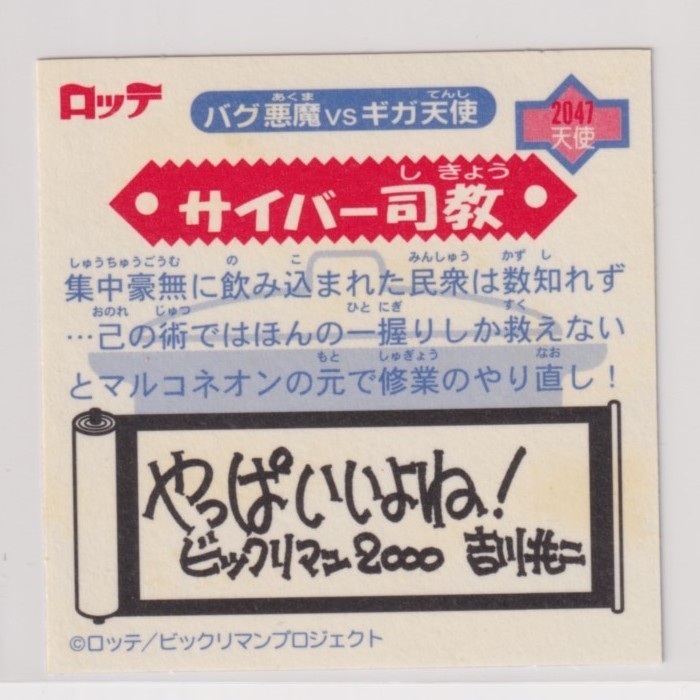 ロッテ
バグ悪魔VSギガ天使
あくま てんし
2047
天使
しきょう
サイバー司教
しゅうちゅうごうむ の こ みんしゅう かず し
集中豪無に飲み込まれた民衆は数知れず
おのれ じゅつ ひと にぎ すく
…己の術ではほんの一握りしか救えない
もと しゅぎょう なお
とマルコネオンの元で修業のやり直し!
やっぱいいよね!
ビックリマン2000
©ロッテ/ビックリマンプロジェクト